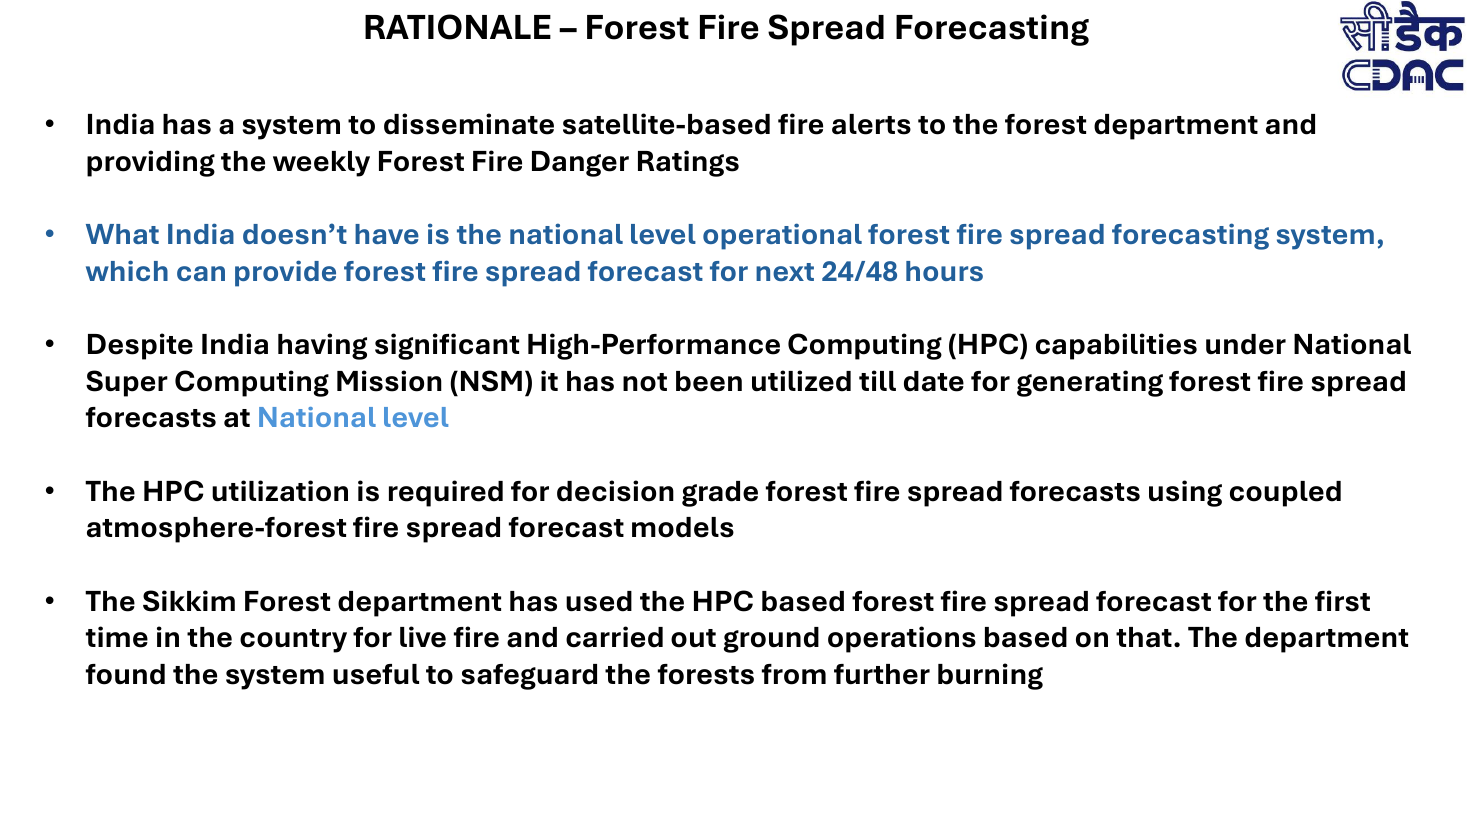 RATIONALE – Forest Fire Spread Forecasting
सीडैक
CDAC
• India has a system to disseminate satellite-based fire alerts to the forest department and
providing the weekly Forest Fire Danger Ratings
• What India doesn’t have is the national level operational forest fire spread forecasting system,
which can provide forest fire spread forecast for next 24/48 hours
• Despite India having significant High-Performance Computing (HPC) capabilities under National
Super Computing Mission (NSM) it has not been utilized till date for generating forest fire spread
forecasts at National level
• The HPC utilization is required for decision grade forest fire spread forecasts using coupled
atmosphere-forest fire spread forecast models
• The Sikkim Forest department has used the HPC based forest fire spread forecast for the first
time in the country for live fire and carried out ground operations based on that. The department
found the system useful to safeguard the forests from further burning